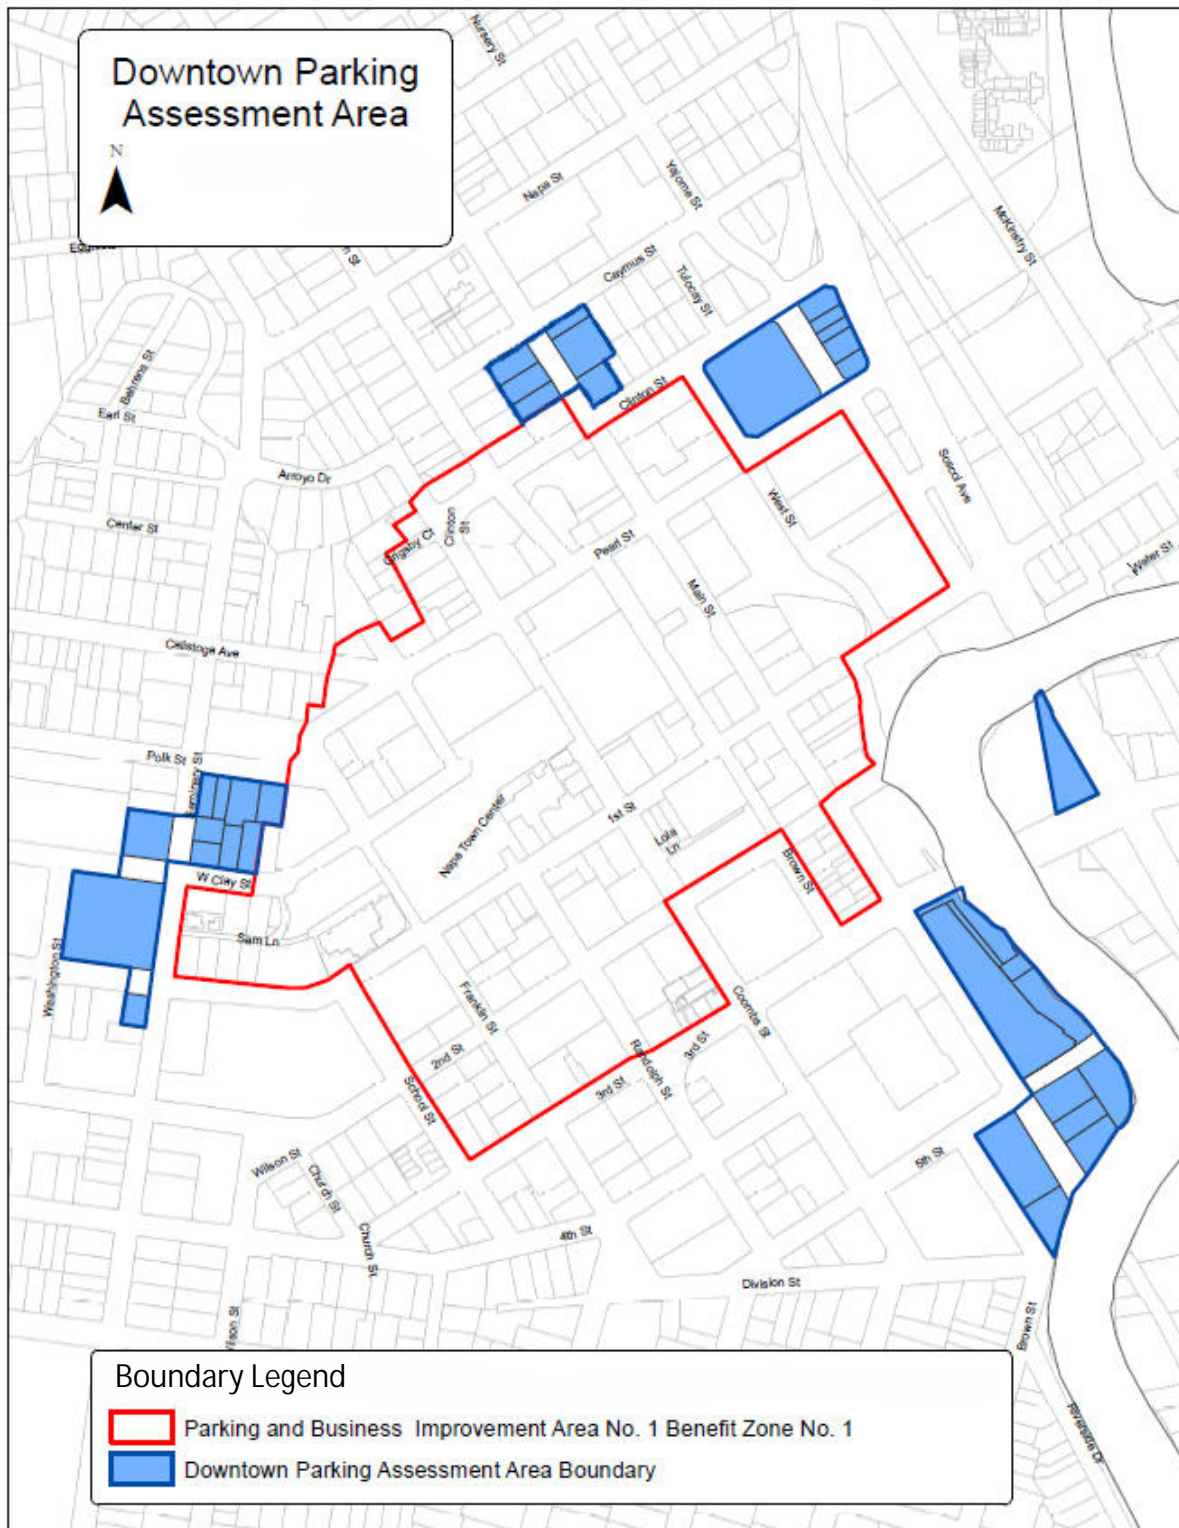 Nursery St
Downtown Parking
Assessment Area
N
Napa St
Yajome St
McKinstry St
n St
Caymus St
Tulocay St
Behrens St
Earl St
Clinton St
Arroyo Dr
Soscol Ave
West St
Center St
Clinton
St
Grigsby Ct
Pearl St
Water St
Main St
Calistoga Ave
Polk St
Seminary St
1st St
Lola
Ln
Napa Town Center
Brown St
W Clay St
Sam Ln
Washington St
Franklin St
Coombs St
2nd St
3rd St
Randolph St
3rd St
School St
Wilson St
Church St
5th St
Church St
4th St
Division St
Wilson St
Brown St
Boundary Legend
Parking and Business Improvement Area No. 1 Benefit Zone No. 1
Downtown Parking Assessment Area Boundary
Riverside Dr